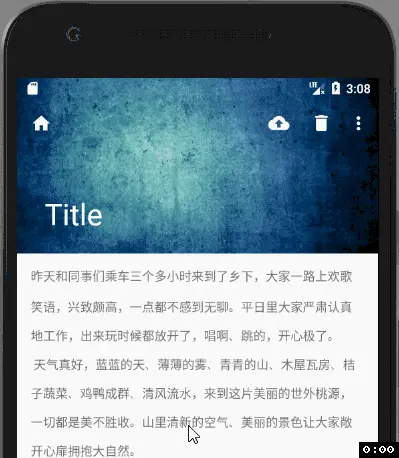 LTE 3:08
Title
昨天和同事们乘车三个多小时来到了乡下，大家一路上欢歌
笑语，兴致颇高，一点都不感到无聊。平日里大家严肃认真
地工作，出来玩时候都放开了，唱啊、跳的，开心极了。
天气真好，蓝蓝的天、薄薄的雾、青青的山、木屋瓦房、桔
子蔬菜、鸡鸭成群、清风流水，来到这片美丽的世外桃源，
一切都是美不胜收。山里清新的空气、美丽的景色让大家敞
开心扉拥抱大自然。
0:00